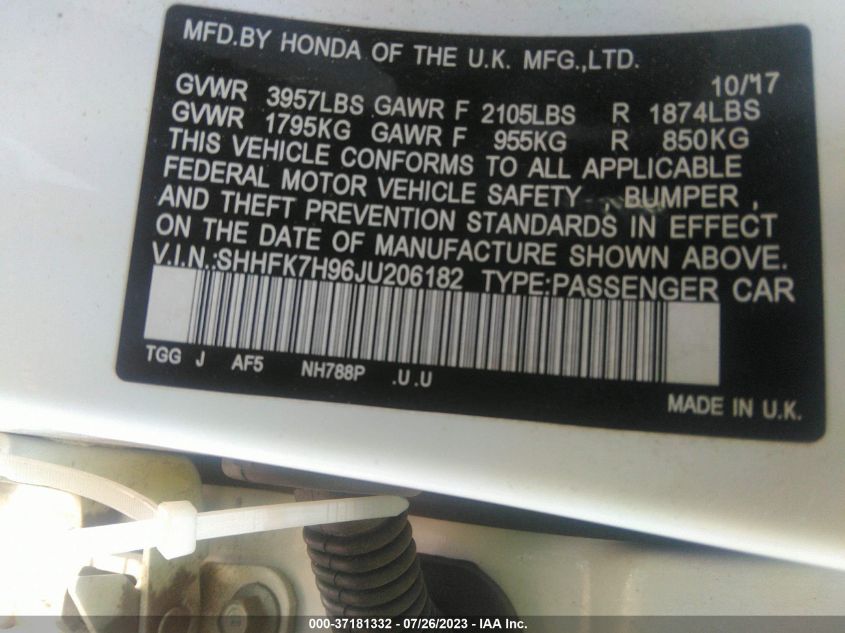 MFD.BY HONDA OF THE U.K. MFG.,LTD.
10/17
GVWR 3957LBS GAWR F 2105LBS R 1874LBS
GVWR 1795KG GAWR F 955KG R 850KG
THIS VEHICLE CONFORMS TO ALL APPLICABLE
FEDERAL MOTOR VEHICLE SAFETY , BUMPER ,
AND THEFT PREVENTION STANDARDS IN EFFECT
ON THE DATE OF MANUFACTURE SHOWN ABOVE.
V.I.N.:SHHFK7H96JU206182 TYPE:PASSENGER CAR
TGG J AF5 NH788P .U.U
MADE IN U.K.
000-37181332 - 07/26/2023 - IAA Inc.